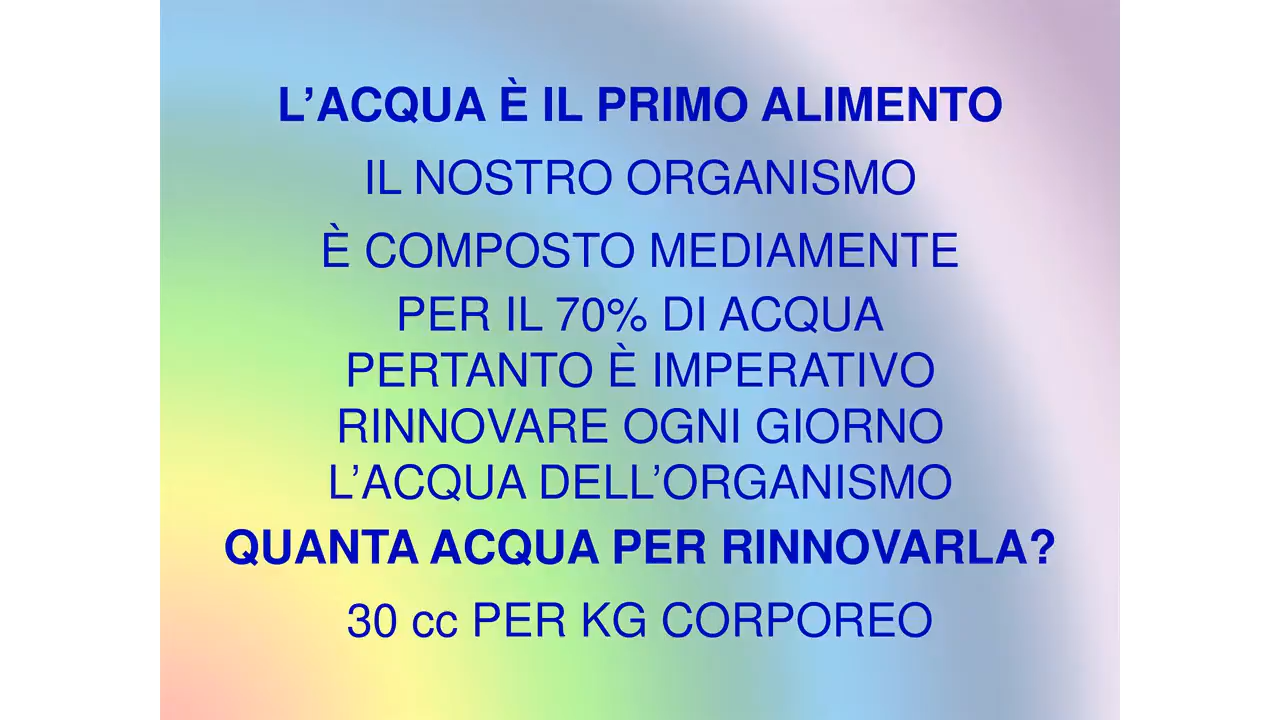 L’ACQUA È IL PRIMO ALIMENTO
IL NOSTRO ORGANISMO
È COMPOSTO MEDIAMENTE
PER IL 70% DI ACQUA
PERTANTO È IMPERATIVO
RINNOVARE OGNI GIORNO
L’ACQUA DELL’ORGANISMO
QUANTA ACQUA PER RINNOVARLA?
30 cc PER KG CORPOREO